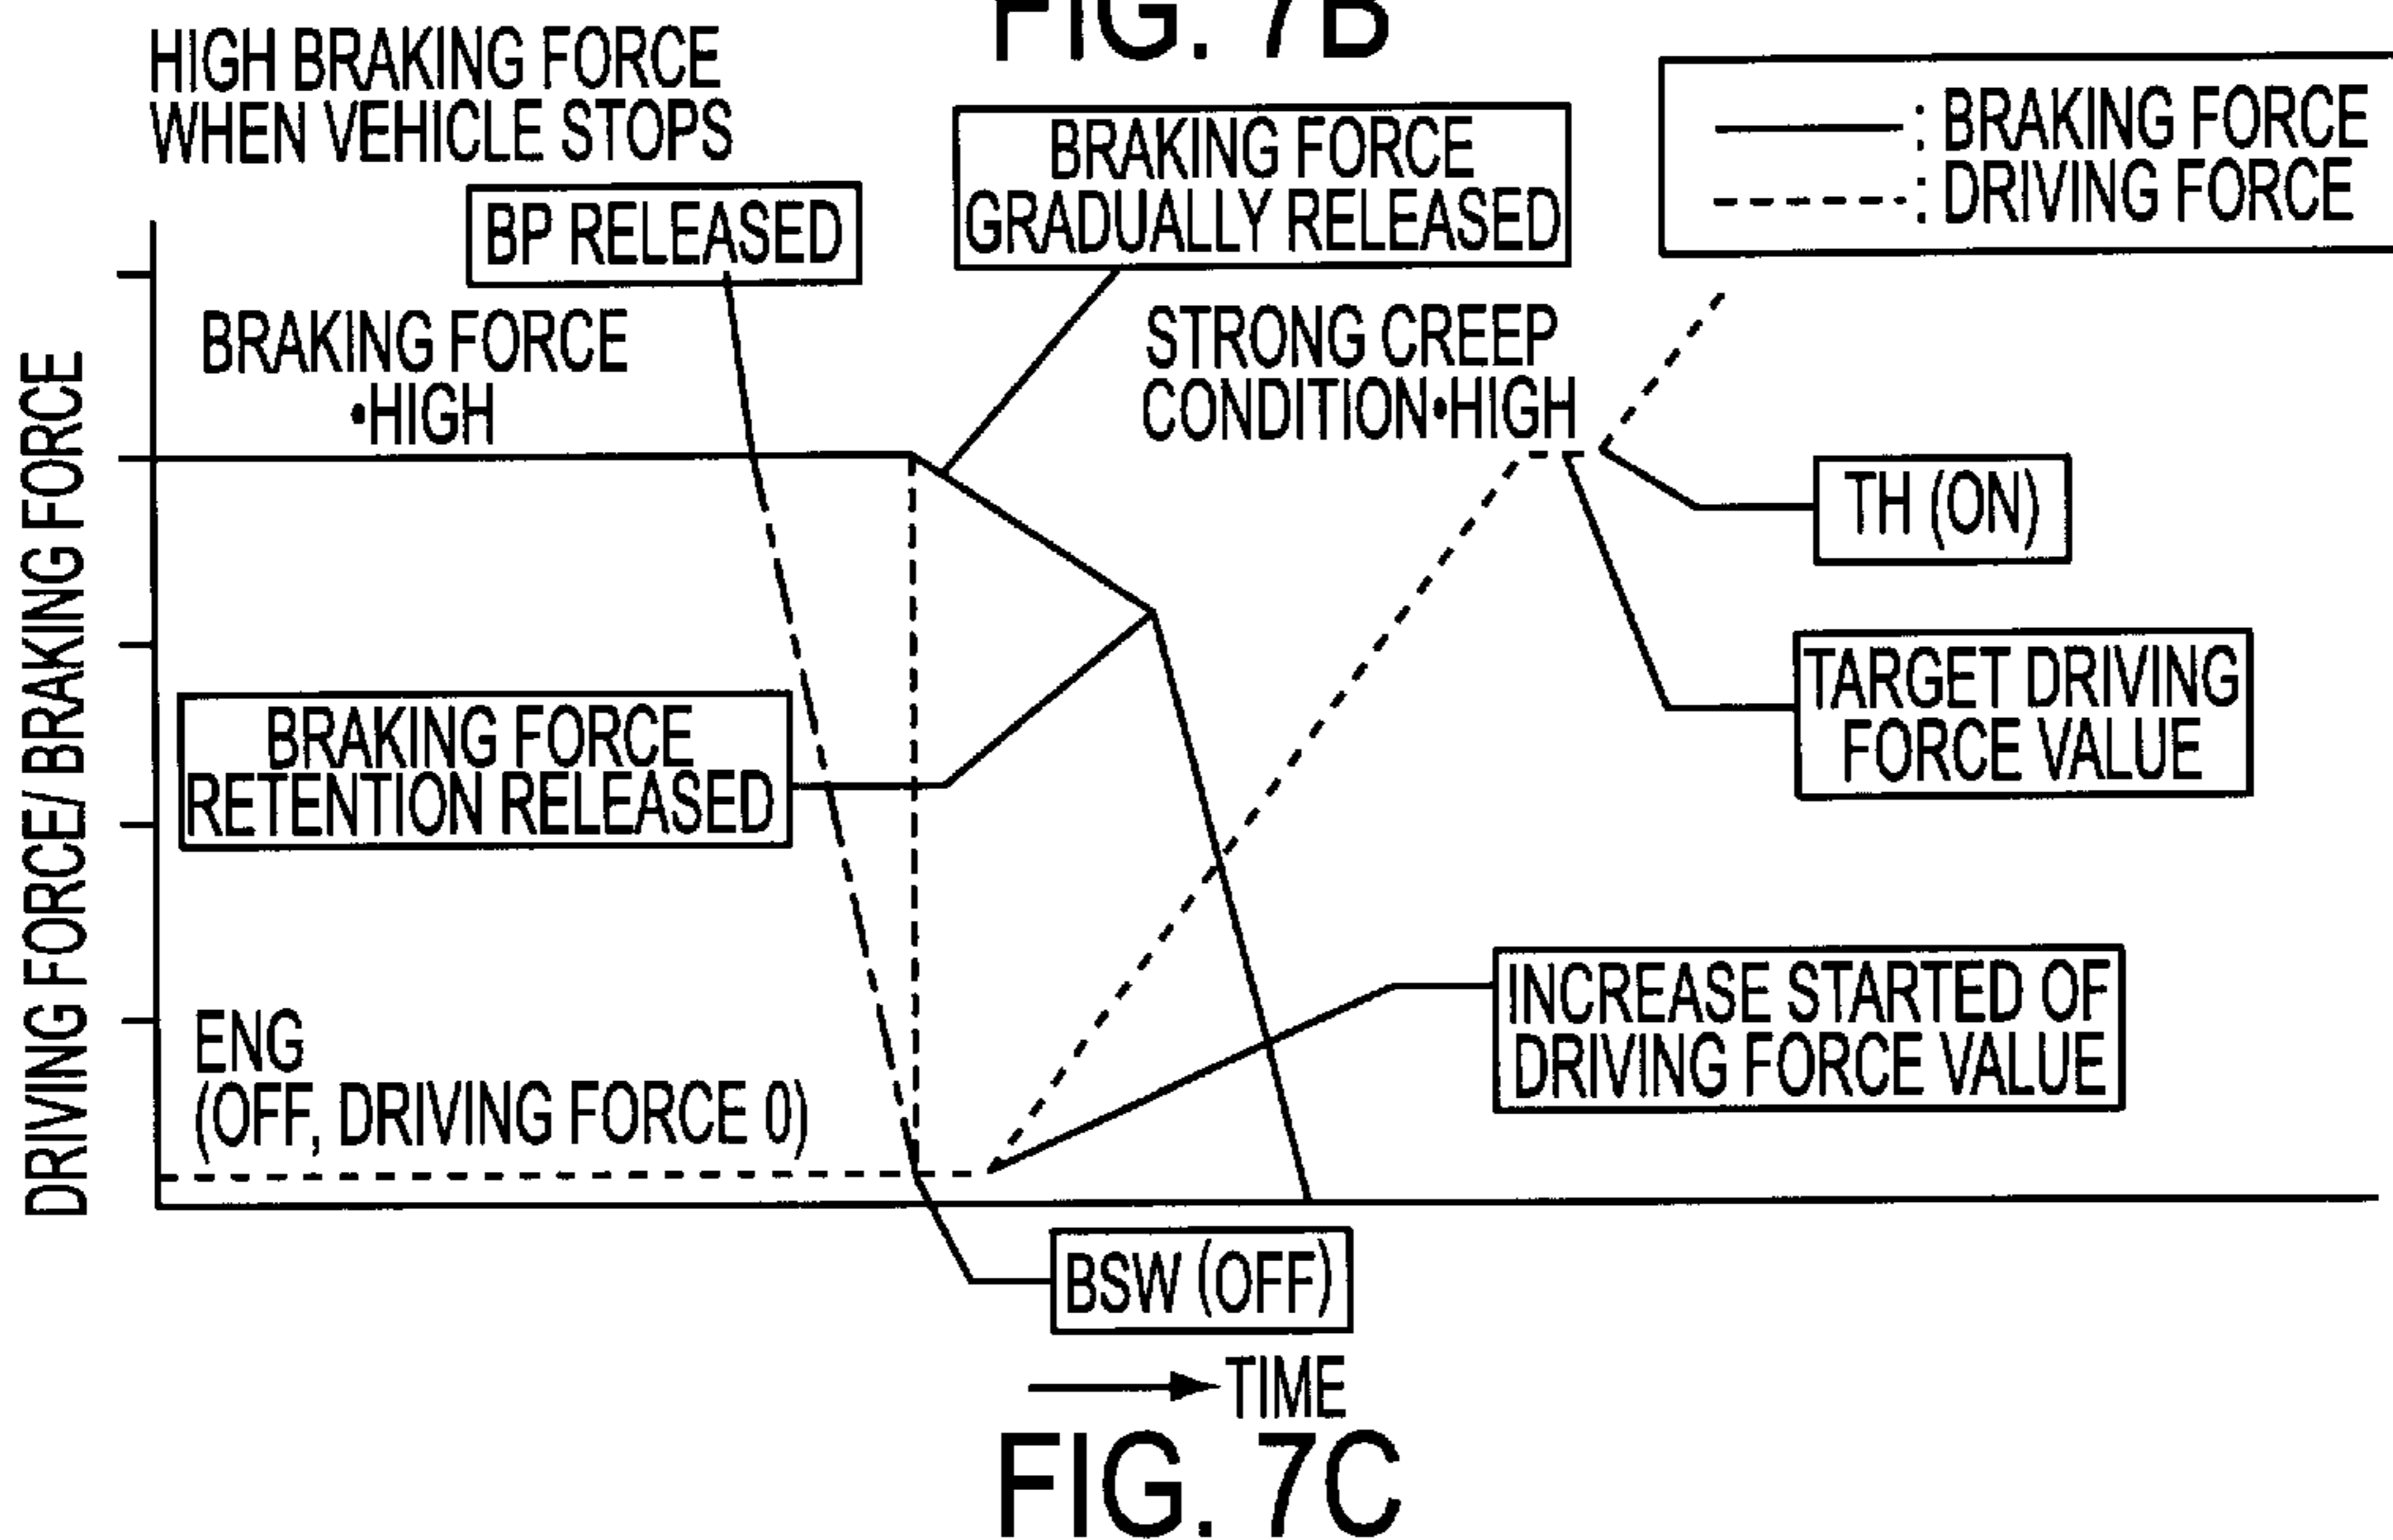 FIG. 7B
HIGH BRAKING FORCE
WHEN VEHICLE STOPS
: BRAKING FORCE
: DRIVING FORCE
BP RELEASED
BRAKING FORCE
GRADUALLY RELEASED
BRAKING FORCE
•HIGH
STRONG CREEP
CONDITION•HIGH
TH (ON)
TARGET DRIVING
FORCE VALUE
BRAKING FORCE
RETENTION RELEASED
DRIVING FORCE/ BRAKING FORCE
INCREASE STARTED OF
DRIVING FORCE VALUE
ENG
(OFF, DRIVING FORCE 0)
BSW (OFF)
TIME
FIG. 7C